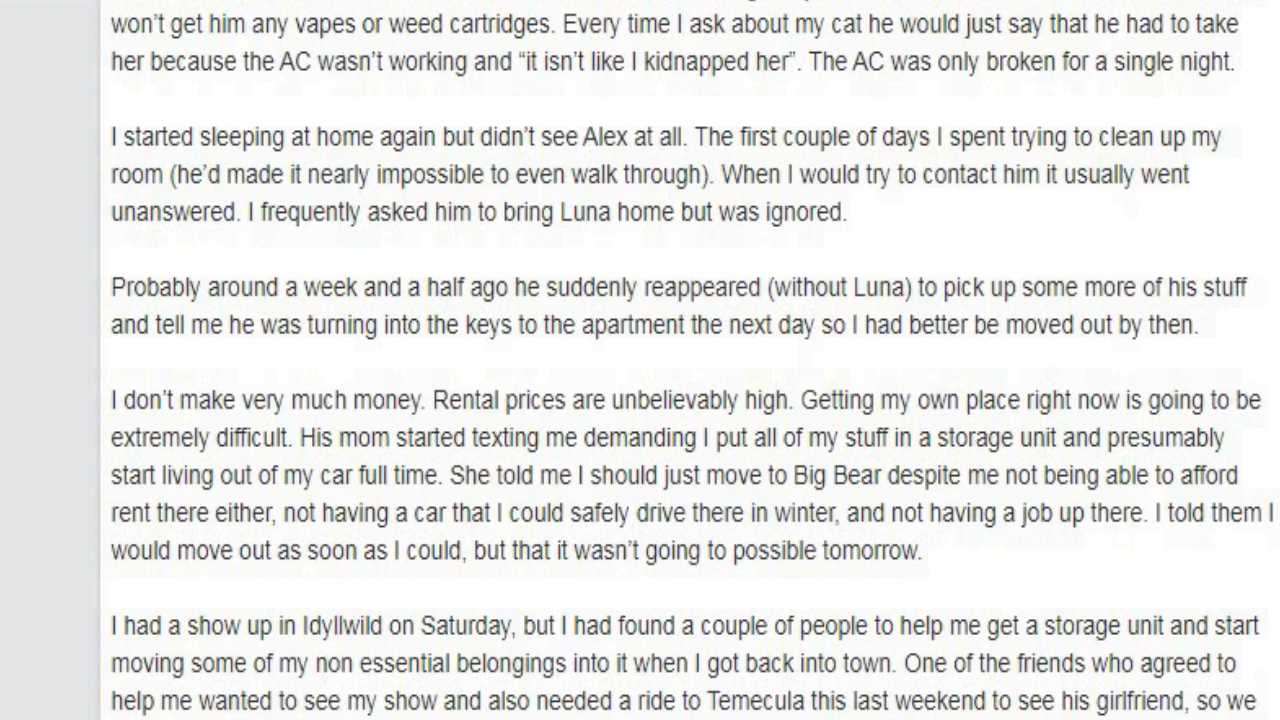 won't get him any vapes or weed cartridges. Every time I ask about my cat he would just say that he had to take
her because the AC wasn't working and “it isn't like I kidnapped her”. The AC was only broken for a single night.
I started sleeping at home again but didn't see Alex at all. The first couple of days I spent trying to clean up my
room (he'd made it nearly impossible to even walk through). When I would try to contact him it usually went
unanswered. I frequently asked him to bring Luna home but was ignored.
Probably around a week and a half ago he suddenly reappeared (without Luna) to pick up some more of his stuff
and tell me he was turning into the keys to the apartment the next day so I had better be moved out by then.
I don't make very much money. Rental prices are unbelievably high. Getting my own place right now is going to be
extremely difficult. His mom started texting me demanding I put all of my stuff in a storage unit and presumably
start living out of my car full time. She told me I should just move to Big Bear despite me not being able to afford
rent there either, not having a car that I could safely drive there in winter, and not having a job up there. I told them I
would move out as soon as I could, but that it wasn't going to possible tomorrow.
I had a show up in Idyllwild on Saturday, but I had found a couple of people to help me get a storage unit and start
moving some of my non essential belongings into it when I got back into town. One of the friends who agreed to
help me wanted to see my show and also needed a ride to Temecula this last weekend to see his girlfriend, so we